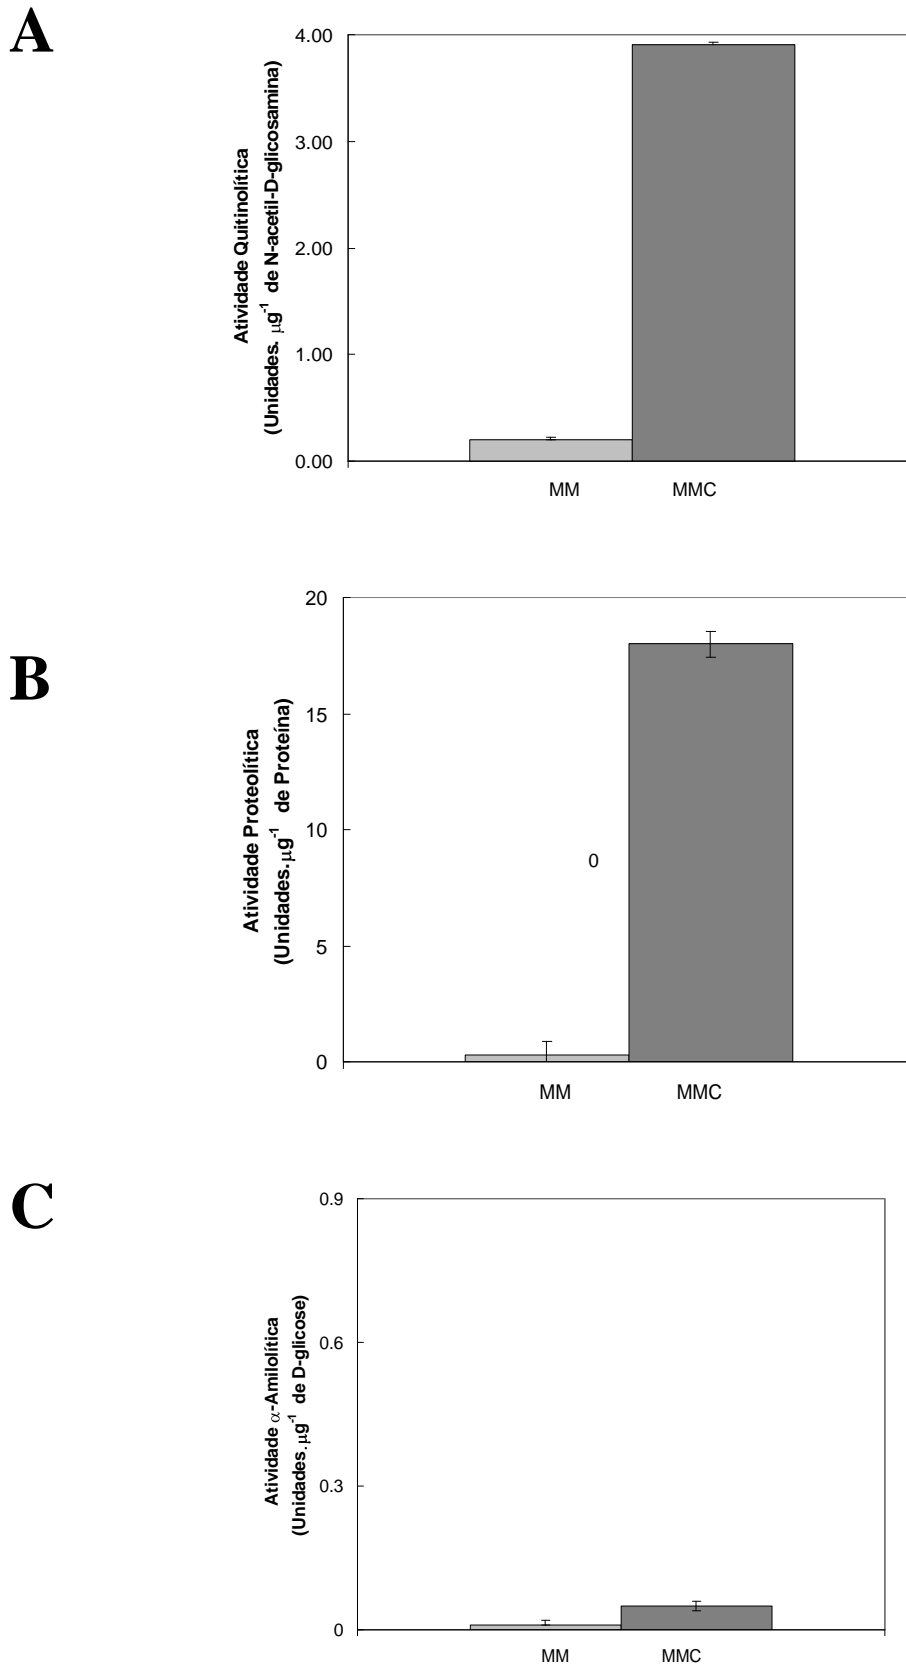 A
Atividade Quitinolítica
(Unidades. µg⁻¹ de N-acetil-D-glicosamina)
4.00
3.00
2.00
1.00
0.00
MM MMC
B
Atividade Proteolítica
(Unidades.µg⁻¹ de Proteína)
20
15
10
5
0
0
MM MMC
C
Atividade α-Amilolítica
(Unidades.µg⁻¹ de D-glicose)
0.9
0.6
0.3
0
MM MMC